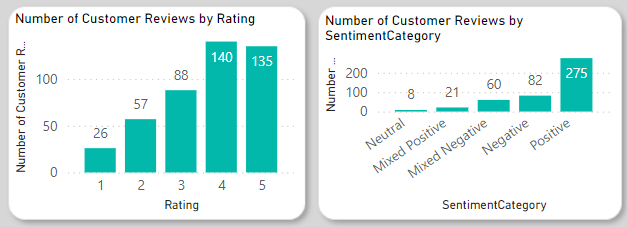 Number of Customer Reviews by Rating
Number of Customer R...
100
50
0
26
57
88
140
135
1 2 3 4 5
Rating
Number of Customer Reviews by
SentimentCategory
Number ...
200
100
0
8
21
60
82
275
Neutral
Mixed Positive
Mixed Negative
Negative
Positive
SentimentCategory